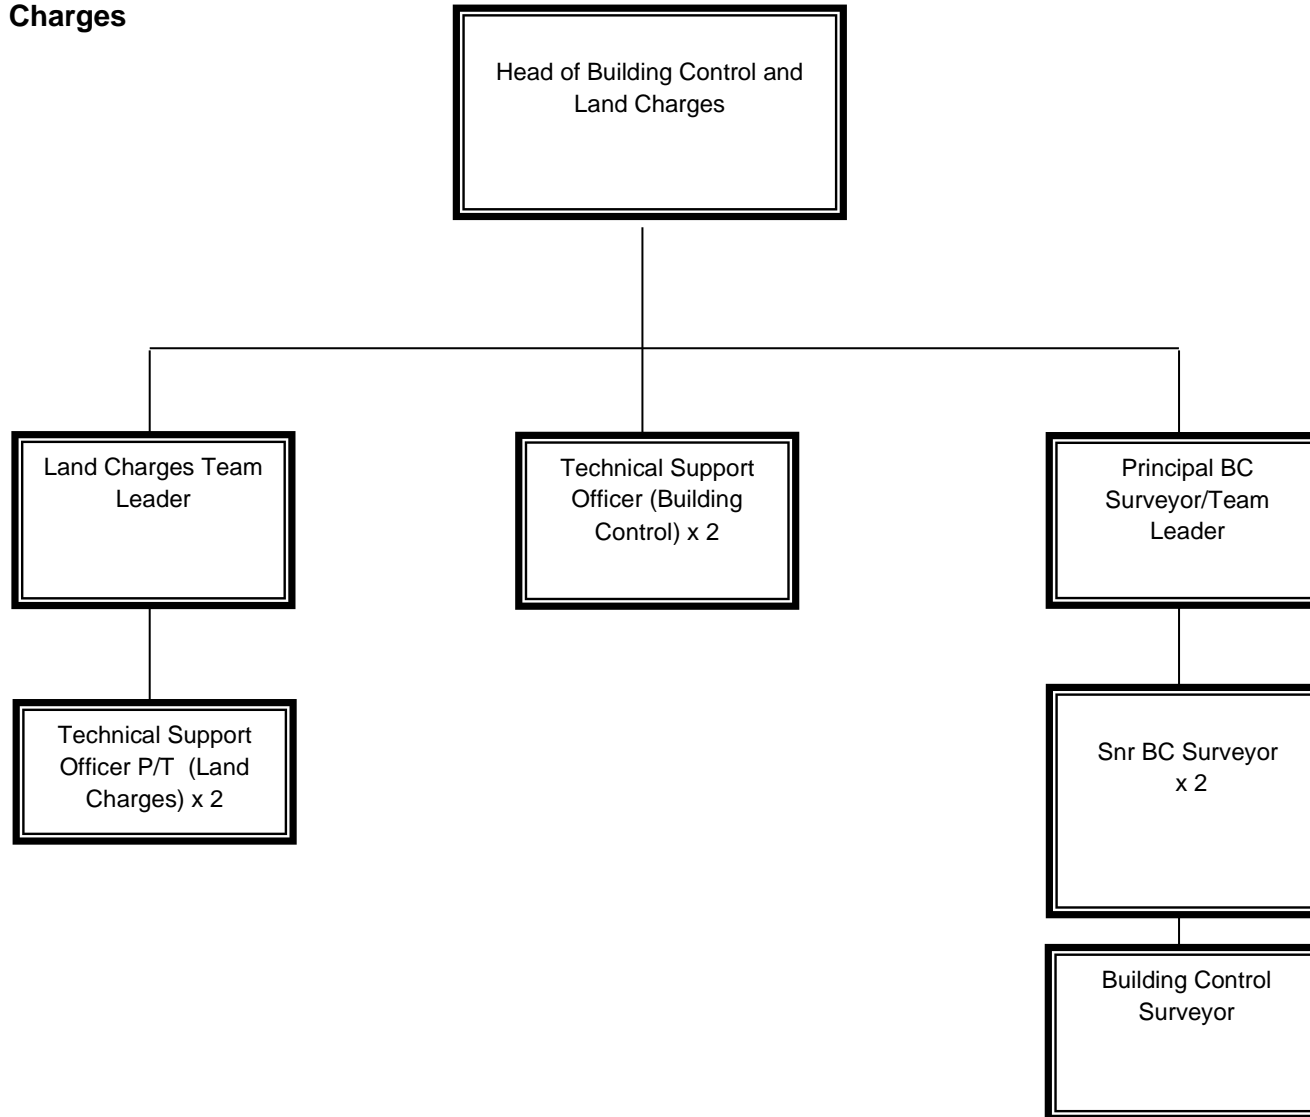 Charges
Head of Building Control and
Land Charges
Land Charges Team
Leader
Technical Support
Officer (Building
Control) x 2
Principal BC
Surveyor/Team
Leader
Technical Support
Officer P/T  (Land
Charges) x 2
Snr BC Surveyor
x 2
Building Control
Surveyor